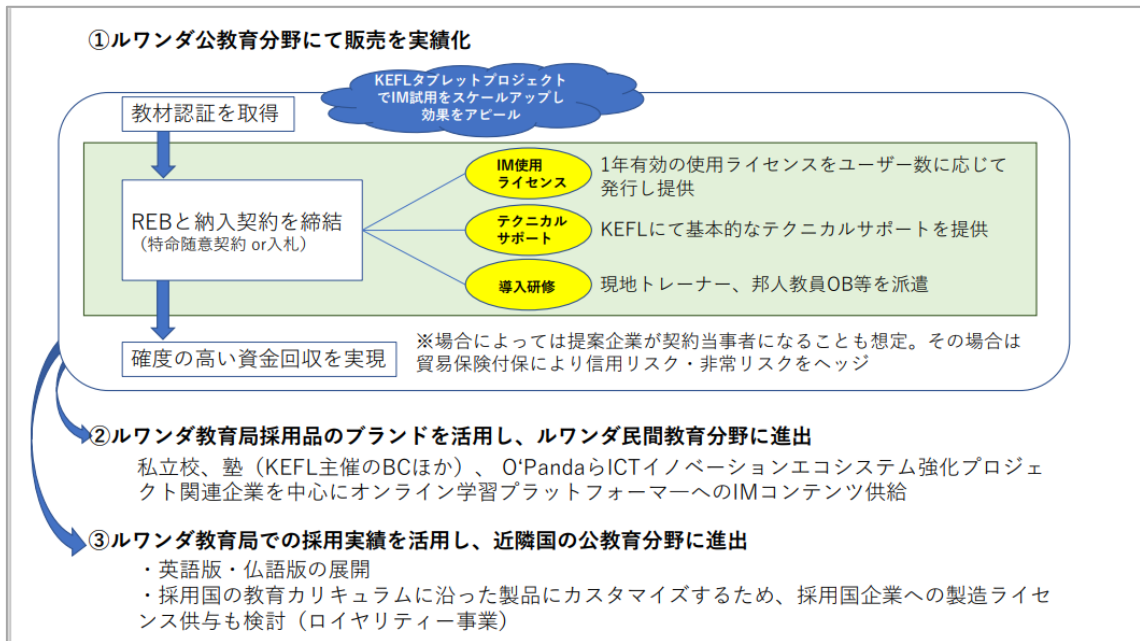 ①ルワンダ公教育分野にて販売を実績化
KEFLタブレットプロジェクト
でIM試用をスケールアップし
効果をアピール
教材認証を取得
REBと納入契約を締結
（特命随意契約 or入札）
IM使用
ライセンス
1年有効の使用ライセンスをユーザー数に応じて
発行し提供
テクニカル
サポート
KEFLにて基本的なテクニカルサポートを提供
導入研修
現地トレーナー、邦人教員OB等を派遣
確度の高い資金回収を実現
※場合によっては提案企業が契約当事者になることも想定。その場合は
貿易保険付保により信用リスク・非常リスクをヘッジ
②ルワンダ教育局採用品のブランドを活用し、ルワンダ民間教育分野に進出
私立校、塾（KEFL主催のBCほか）、O‘PandaらICTイノベーションエコシステム強化プロジェ
クト関連企業を中心にオンライン学習プラットフォーマーへのIMコンテンツ供給
③ルワンダ教育局での採用実績を活用し、近隣国の公教育分野に進出
・英語版・仏語版の展開
・採用国の教育カリキュラムに沿った製品にカスタマイズするため、採用国企業への製造ライセ
ンス供与も検討（ロイヤリティー事業）